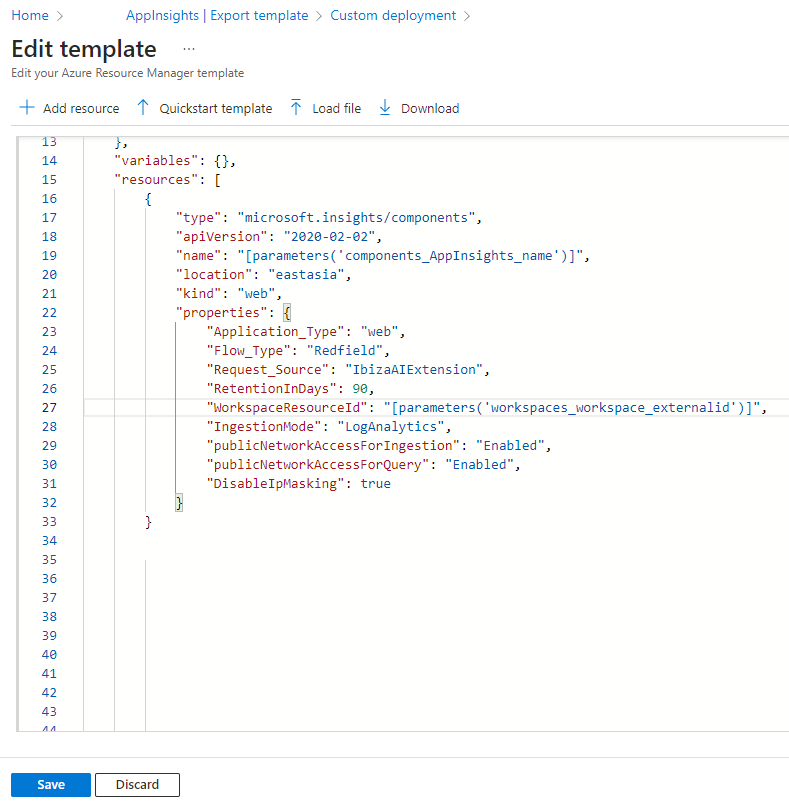 Home > AppInsights | Export template > Custom deployment >
Edit template ...
Edit your Azure Resource Manager template
Add resource Quickstart template Load file Download
13 },
14 "variables": {},
15 "resources": [
16 {
17 "type": "microsoft.insights/components",
18 "apiVersion": "2020-02-02",
19 "name": "[parameters('components_AppInsights_name')]",
20 "location": "eastasia",
21 "kind": "web",
22 "properties": {
23 "Application_Type": "web",
24 "Flow_Type": "Redfield",
25 "Request_Source": "IbizaAIExtension",
26 "RetentionInDays": 90,
27 "WorkspaceResourceId": "[parameters('workspaces_workspace_externalid')]",
28 "IngestionMode": "LogAnalytics",
29 "publicNetworkAccessForIngestion": "Enabled",
30 "publicNetworkAccessForQuery": "Enabled",
31 "DisableIpMasking": true
32 }
33 }
34
35
36
37
38
39
40
41
42
43
44
Save Discard